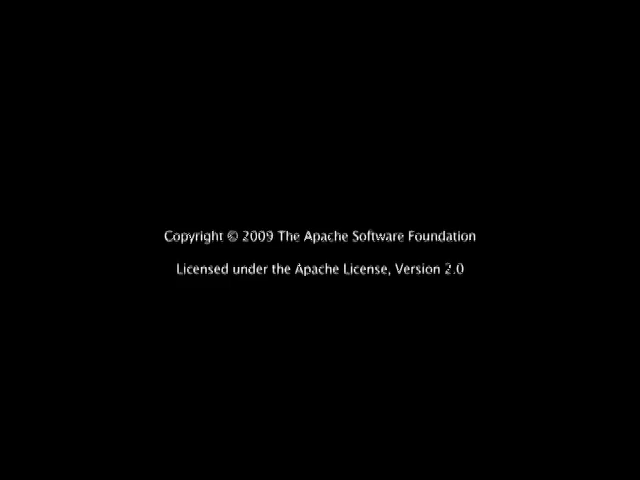 Copyright © 2009 The Apache Software Foundation
Licensed under the Apache License, Version 2.0